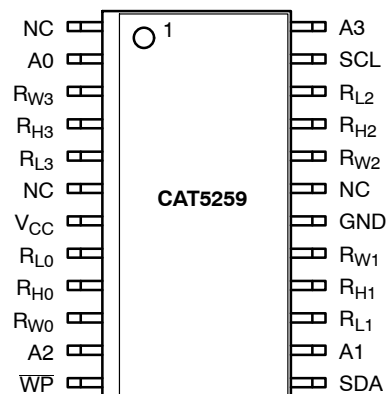 NC 1 A3
A0 SCL
RW3 RL2
RH3 RH2
RL3 RW2
NC CAT5259 NC
VCC GND
RL0 RW1
RH0 RH1
RW0 RL1
A2 A1
WP SDA